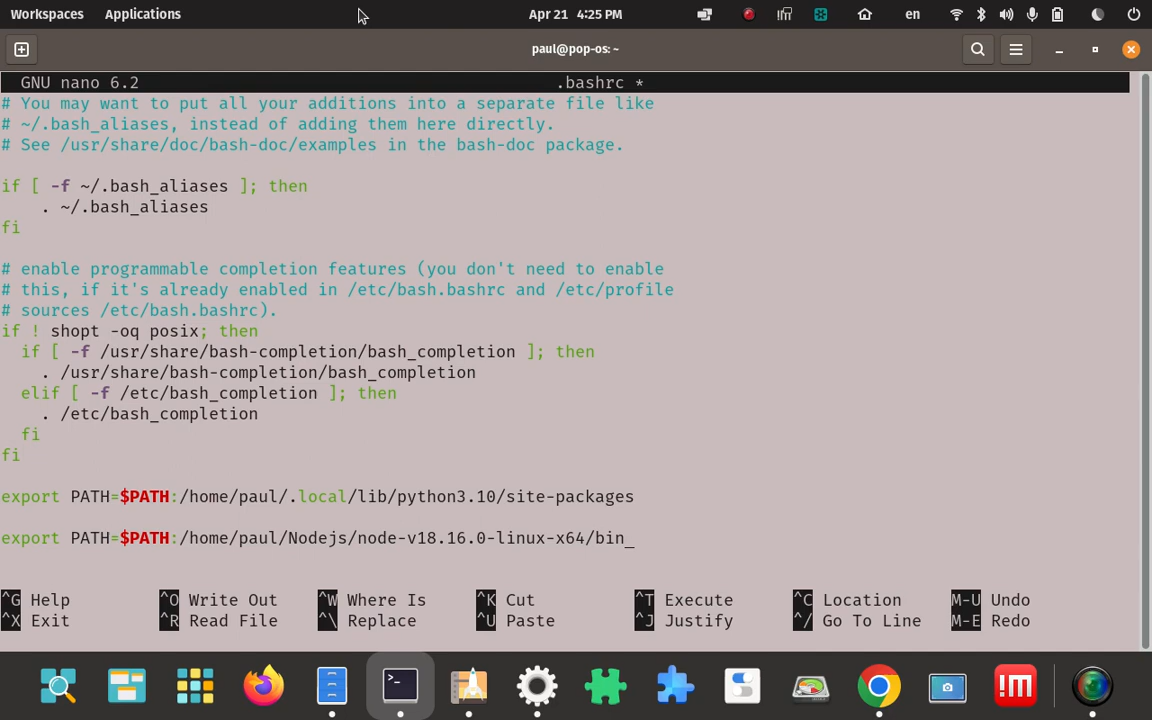 Workspaces Applications Apr 21 4:25 PM en
paul@pop-os: ~
GNU nano 6.2 .bashrc *
# You may want to put all your additions into a separate file like
# ~/.bash_aliases, instead of adding them here directly.
# See /usr/share/doc/bash-doc/examples in the bash-doc package.
if [ -f ~/.bash_aliases ]; then
    . ~/.bash_aliases
fi
# enable programmable completion features (you don't need to enable
# this, if it's already enabled in /etc/bash.bashrc and /etc/profile
# sources /etc/bash.bashrc).
if ! shopt -oq posix; then
  if [ -f /usr/share/bash-completion/bash_completion ]; then
    . /usr/share/bash-completion/bash_completion
  elif [ -f /etc/bash_completion ]; then
    . /etc/bash_completion
  fi
fi
export PATH=$PATH:/home/paul/.local/lib/python3.10/site-packages
export PATH=$PATH:/home/paul/Nodejs/node-v18.16.0-linux-x64/bin_
^G Help ^O Write Out ^W Where Is ^K Cut ^T Execute ^C Location M-U Undo
^X Exit ^R Read File ^\ Replace ^U Paste ^J Justify ^/ Go To Line M-E Redo
>_ !M